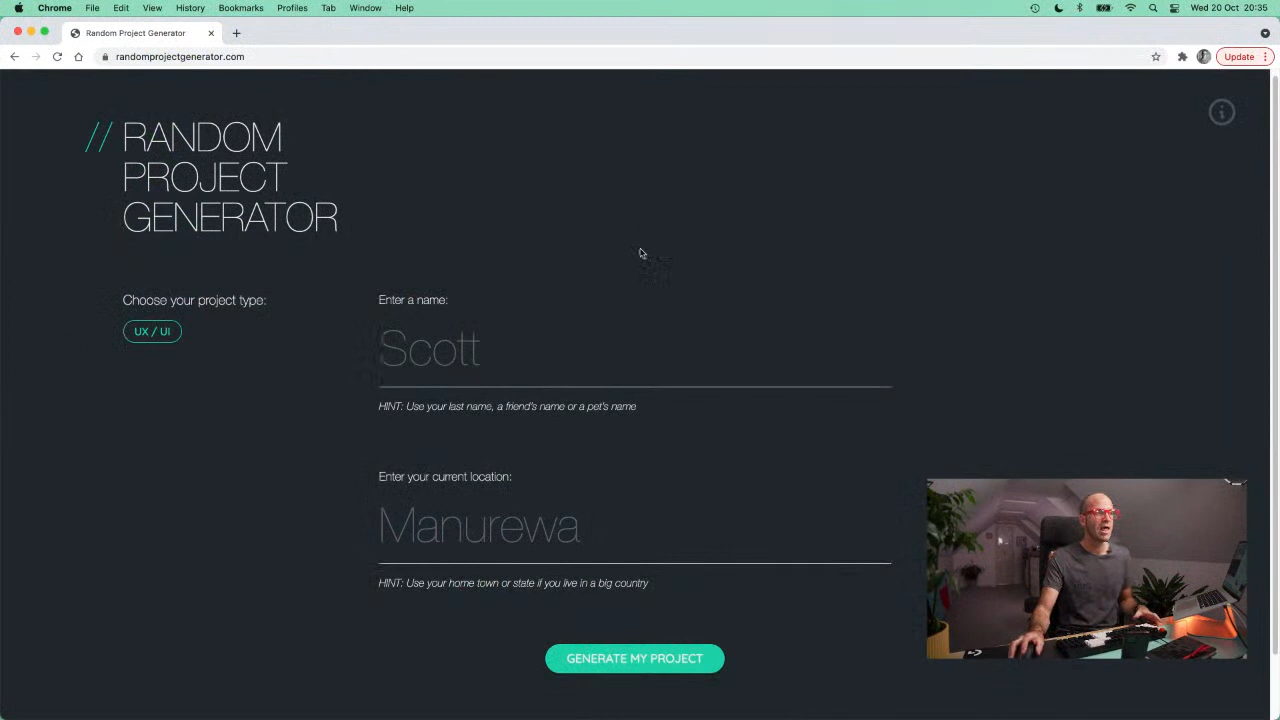 Chrome File Edit View History Bookmarks Profiles Tab Window Help Wed 20 Oct 20:35
Random Project Generator
randomprojectgenerator.com Update
// RANDOM
PROJECT
GENERATOR
Choose your project type:
UX / UI
Enter a name:
Scott
HINT: Use your last name, a friend's name or a pet's name
Enter your current location:
Manurewa
HINT: Use your home town or state if you live in a big country
GENERATE MY PROJECT